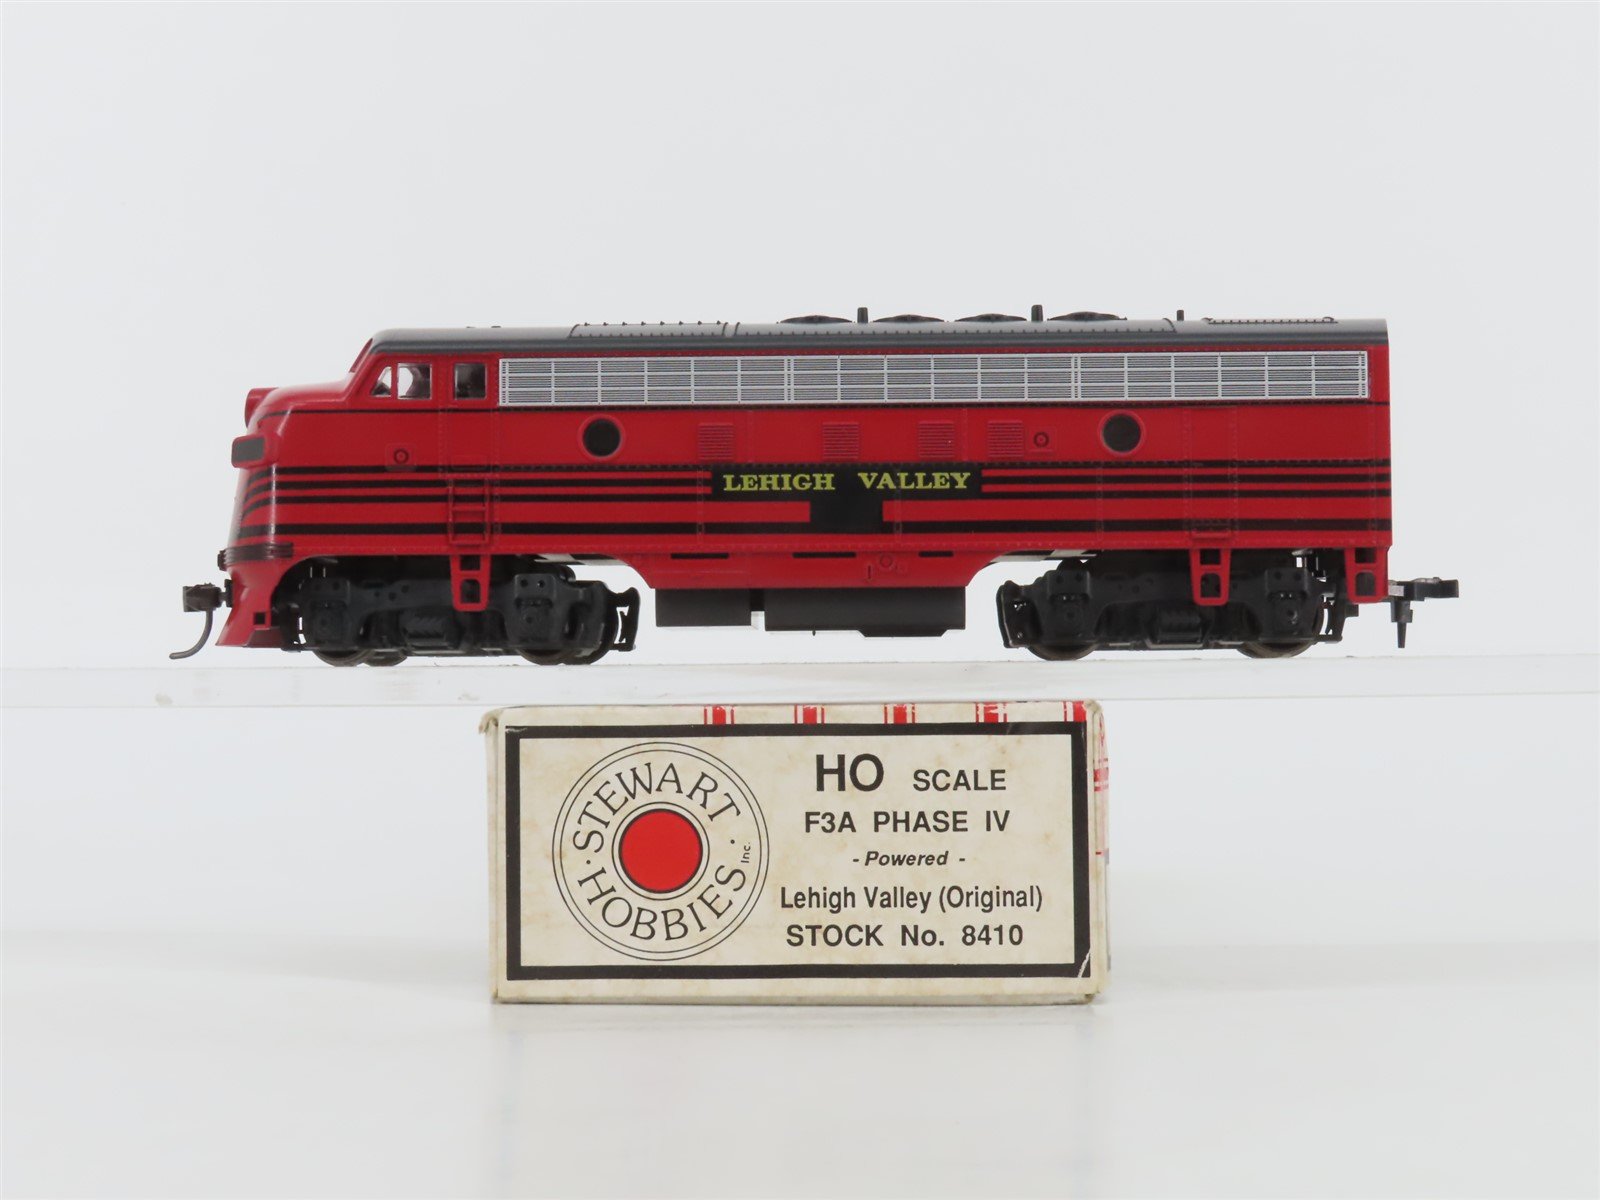 LEHIGH VALLEY
STEWART HOBBIES Inc.
HO SCALE
F3A PHASE IV
- Powered -
Lehigh Valley (Original)
STOCK No. 8410